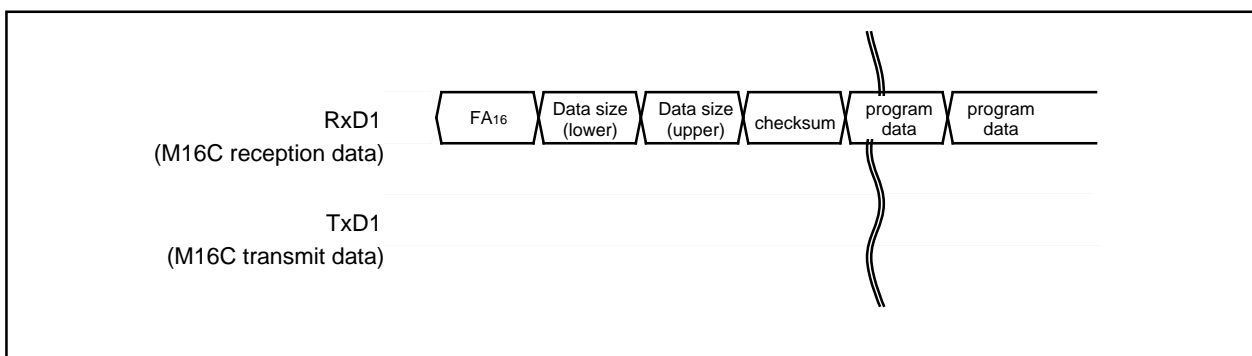 RxD1
(M16C reception data)
FA16
Data size
(lower)
Data size
(upper)
checksum
program
data
program
data
TxD1
(M16C transmit data)